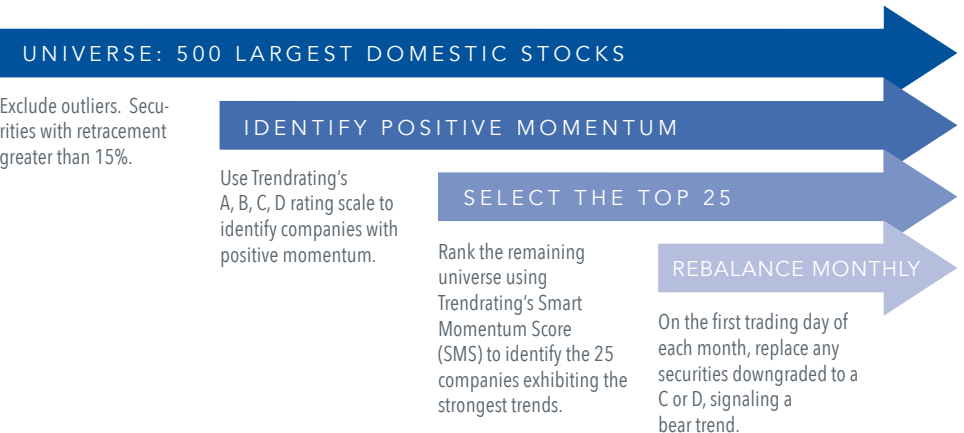 UNIVERSE: 500 LARGEST DOMESTIC STOCKS
Exclude outliers. Secu-
rities with retracement
greater than 15%.
IDENTIFY POSITIVE MOMENTUM
Use Trendrating's
A, B, C, D rating scale to
identify companies with
positive momentum.
SELECT THE TOP 25
Rank the remaining
universe using
Trendrating's Smart
Momentum Score
(SMS) to identify the 25
companies exhibiting the
strongest trends.
REBALANCE MONTHLY
On the first trading day of
each month, replace any
securities downgraded to a
C or D, signaling a
bear trend.